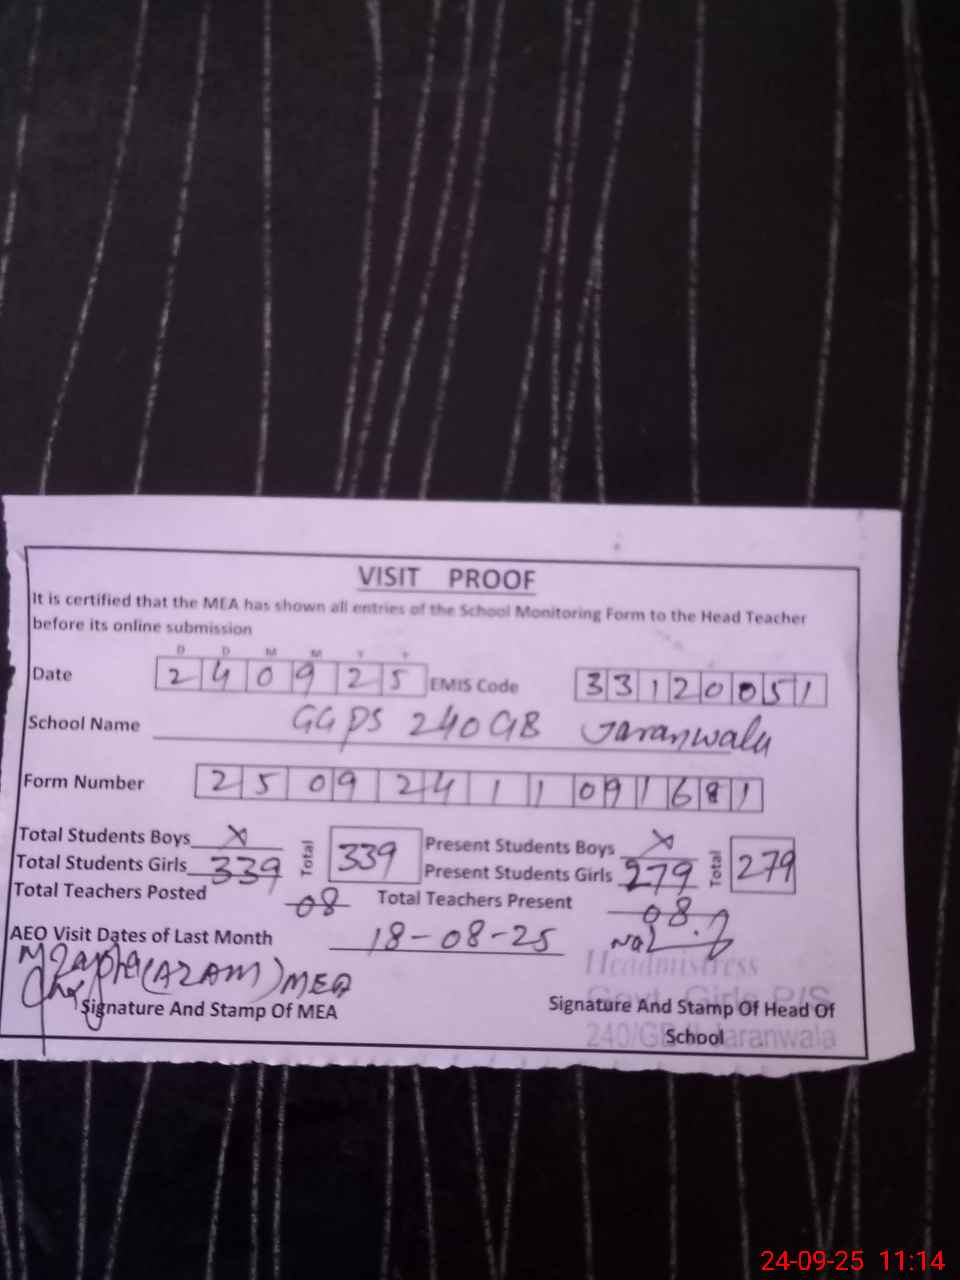 VISIT PROOF
It is certified that the MEA has shown all entries of the School Monitoring Form to the Head Teacher
before its online submission
D D M M Y Y
Date 2 4 0 9 2 5 EMIS Code 3 3 1 2 0 0 5 1
School Name GGPS 240GB Jaranwala
Form Number 2 5 0 9 2 4 1 1 0 9 1 6 8 1
Total Students Boys X Total 339 Present Students Boys X Total 279
Total Students Girls 339 Present Students Girls 279
Total Teachers Posted 08 Total Teachers Present 08
AEO Visit Dates of Last Month 18-08-25
(AZAM) MEA
Headmistress
Signature And Stamp Of MEA Signature And Stamp Of Head Of
Govt. Girls P/S
School
240/GB Jaranwala
24-09-25 11:14